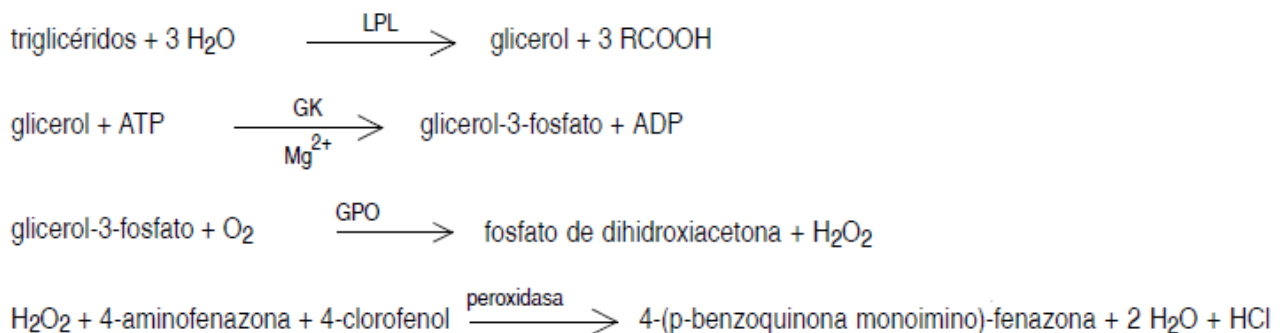 triglicéridos + 3 H₂O LPL → glicerol + 3 RCOOH
glicerol + ATP GK Mg²⁺ → glicerol-3-fosfato + ADP
glicerol-3-fosfato + O₂ GPO → fosfato de dihidroxiacetona + H₂O₂
H₂O₂ + 4-aminofenazona + 4-clorofenol peroxidasa → 4-(p-benzoquinona monoimino)-fenazona + 2 H₂O + HCl